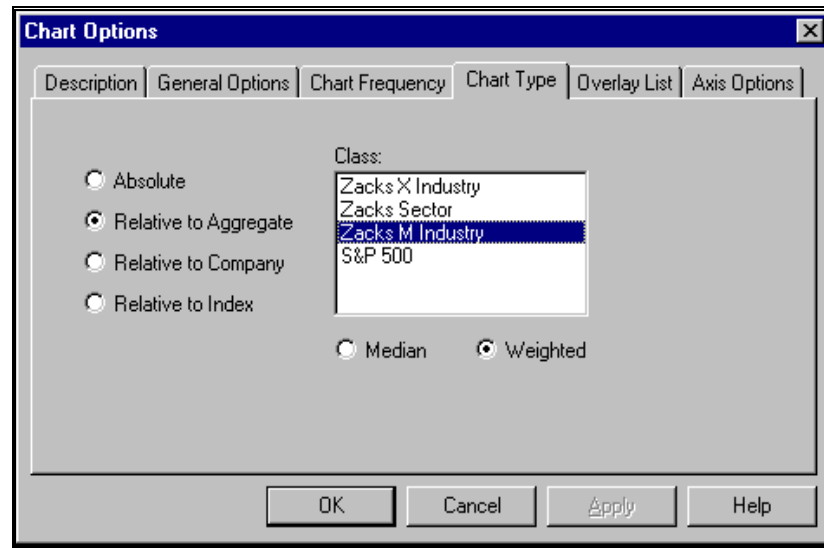 Chart Options
Description General Options Chart Frequency Chart Type Overlay List Axis Options
Class:
Absolute
Relative to Aggregate
Relative to Company
Relative to Index
Zacks X Industry
Zacks Sector
Zacks M Industry
S&P 500
Median Weighted
OK Cancel Apply Help